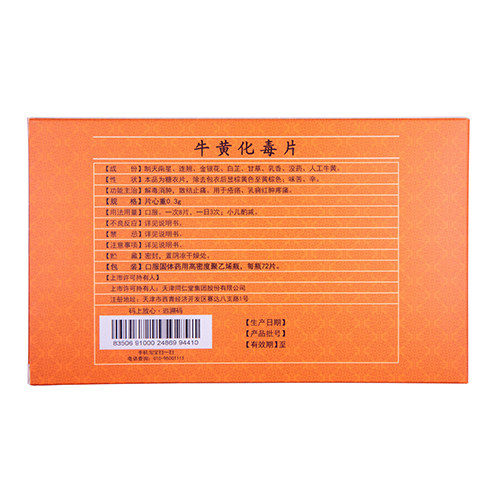 牛黄化毒片
【成　份】制天南星、连翘、金银花、白芷、甘草、乳香、没药、人工牛黄。
【性　状】本品为糖衣片，除去包衣后显棕黄色至黄棕色；味苦、辛。
【功能主治】解毒消肿，散结止痛。用于疮疡、乳痈红肿疼痛。
【规　格】片心重0.3g
【用法用量】口服，一次8片，一日3次；小儿酌减。
【不良反应】详见说明书。
【禁　忌】详见说明书。
【注意事项】详见说明书。
【贮　藏】密封，置阴凉干燥处。
【包　装】口服固体药用高密度聚乙烯瓶，每瓶72片。
上市许可持有人：
上市许可持有人：天津同仁堂集团股份有限公司
注册地址：天津市西青经济开发区赛达八支路1号
码上放心·追溯码
83506 91000 24869 94410
【生产日期】
【产品批号】
【有效期】至